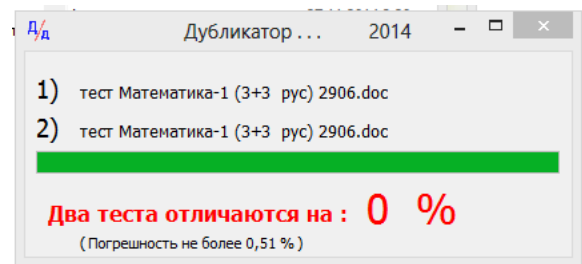 Д/д Дубликатор . . . 2014
1) тест Математика-1 (3+3 рус) 2906.doc
2) тест Математика-1 (3+3 рус) 2906.doc
Два теста отличаются на : 0 %
( Погрешность не более 0,51 % )